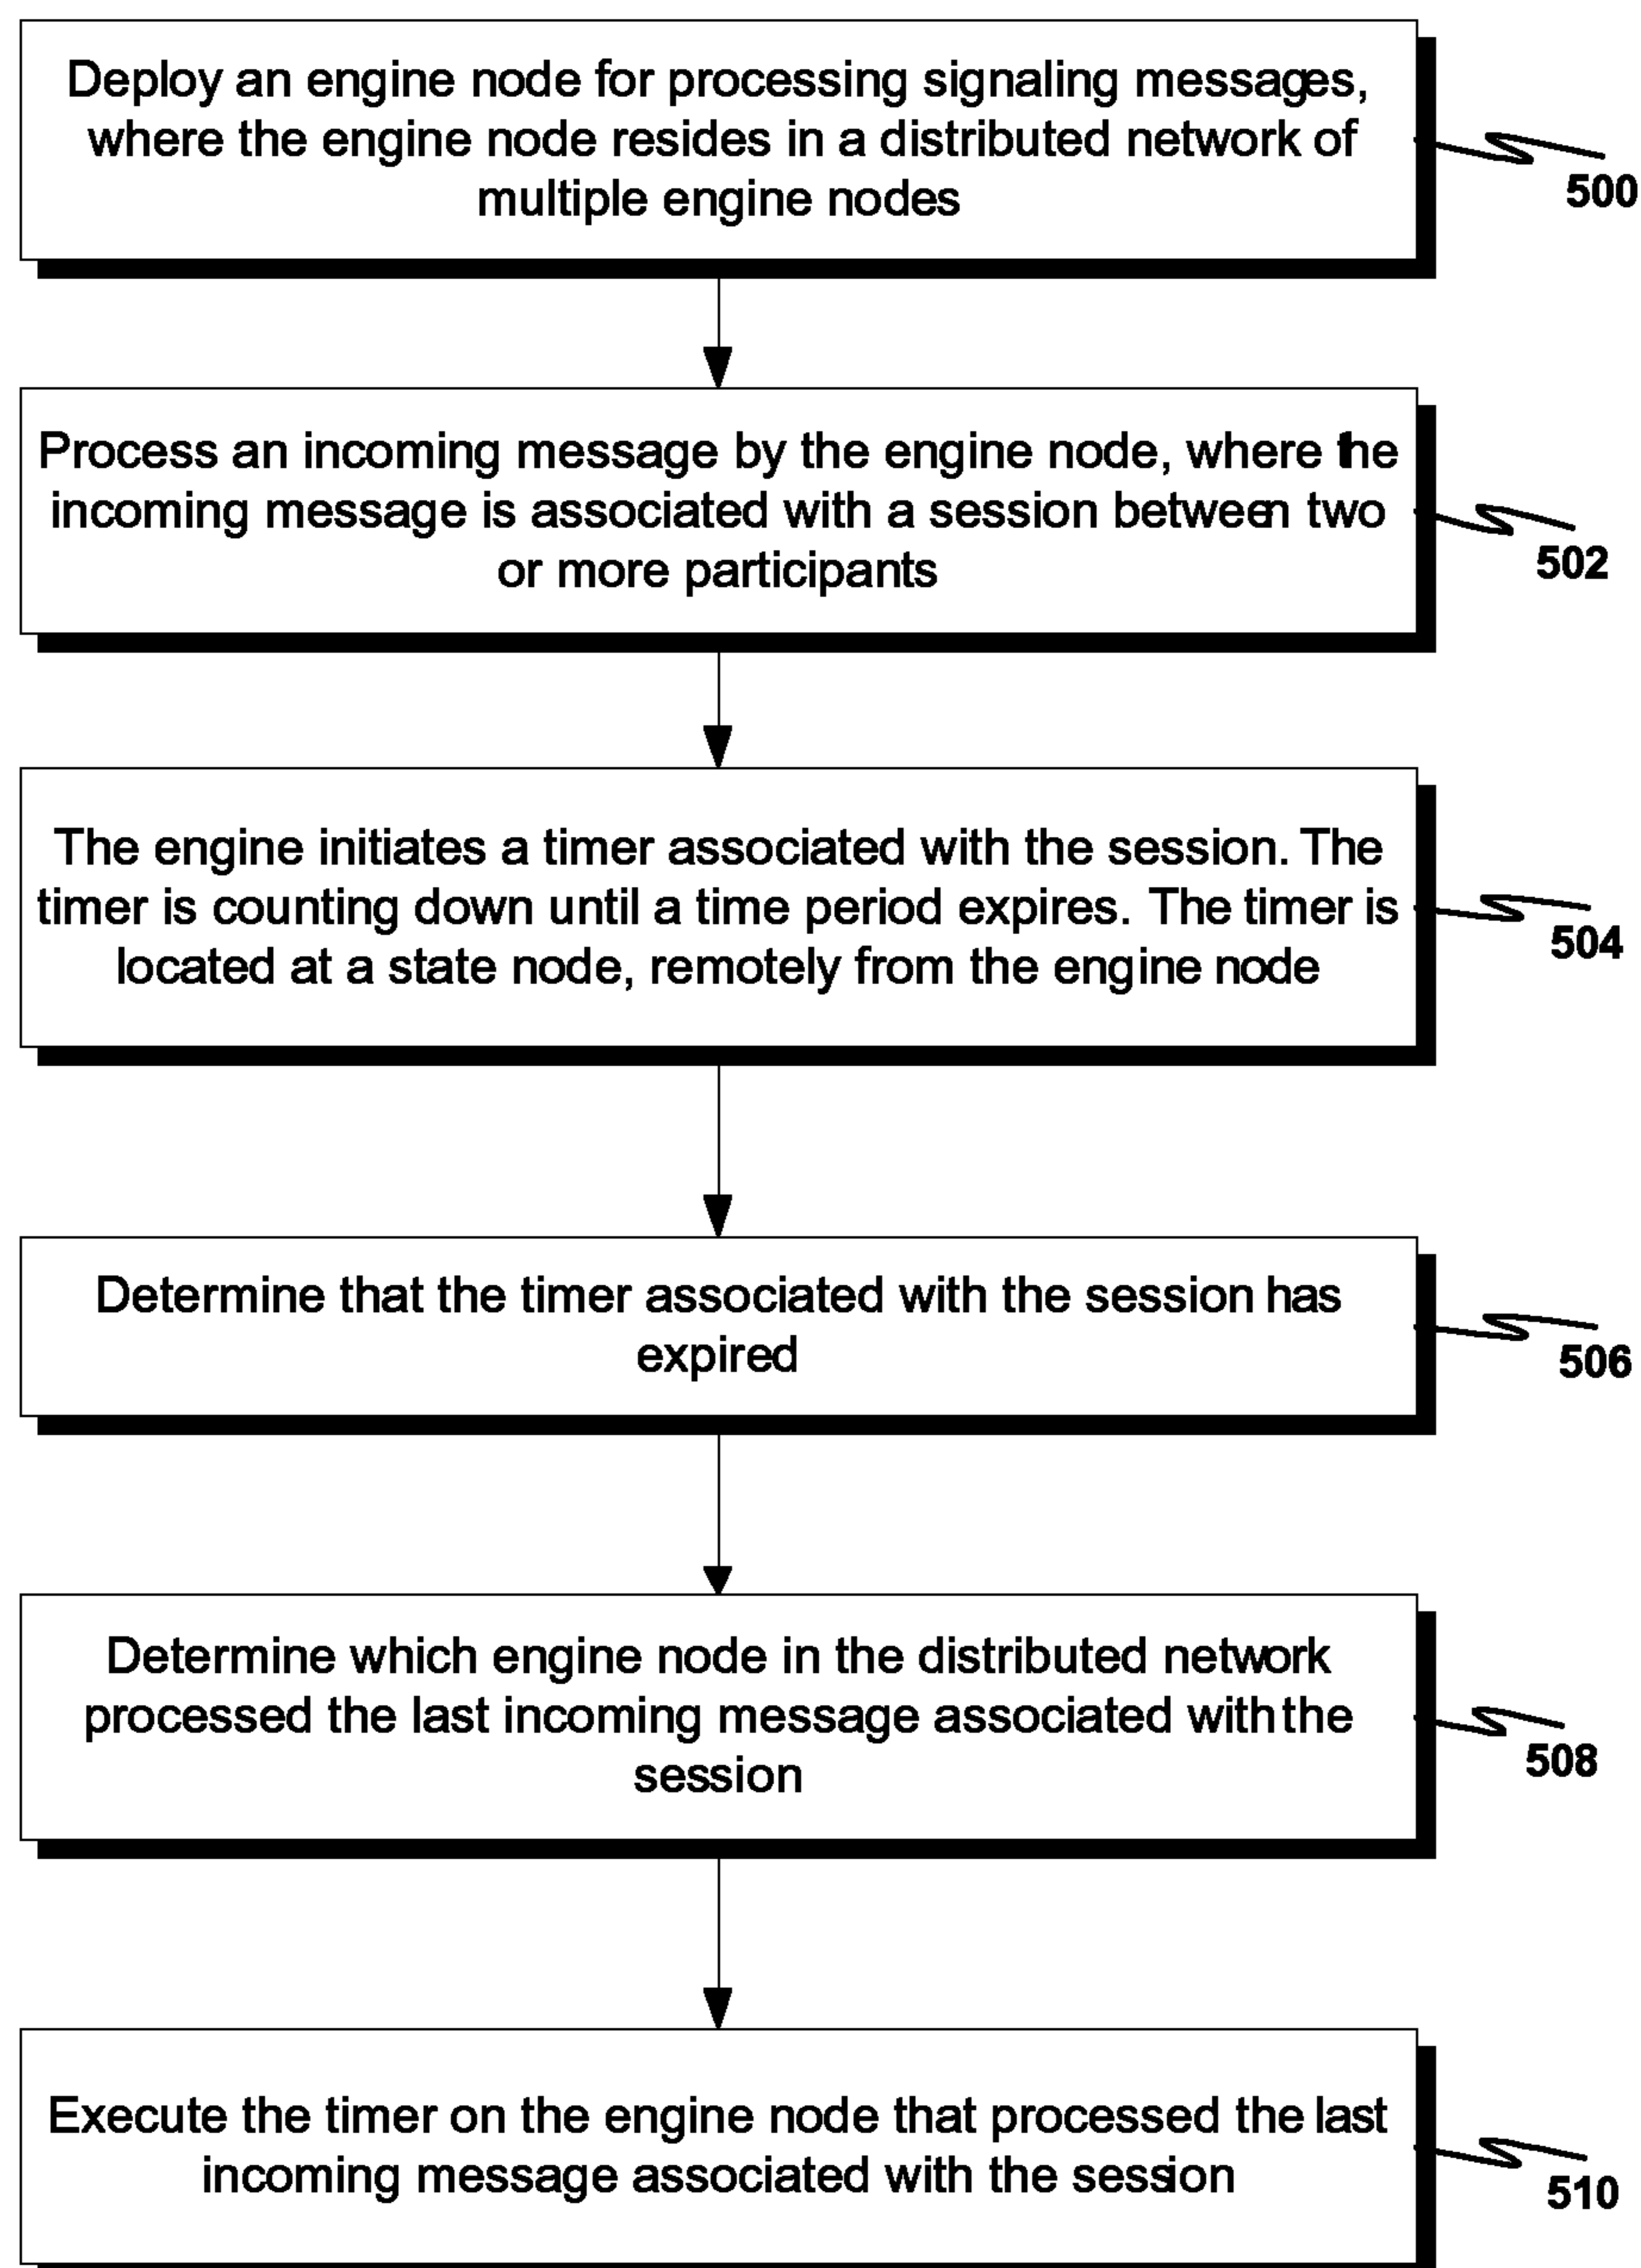 Deploy an engine node for processing signaling messages,
where the engine node resides in a distributed network of
multiple engine nodes
500
Process an incoming message by the engine node, where the
incoming message is associated with a session between two
or more participants
502
The engine initiates a timer associated with the session. The
timer is counting down until a time period expires. The timer is
located at a state node, remotely from the engine node
504
Determine that the timer associated with the session has
expired
506
Determine which engine node in the distributed network
processed the last incoming message associated with the
session
508
Execute the timer on the engine node that processed the last
incoming message associated with the session
510